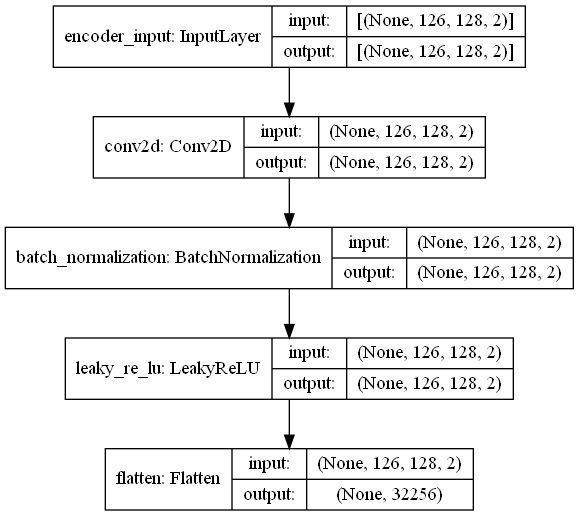 encoder_input: InputLayer
input:
[(None, 126, 128, 2)]
output:
[(None, 126, 128, 2)]
conv2d: Conv2D
input:
(None, 126, 128, 2)
output:
(None, 126, 128, 2)
batch_normalization: BatchNormalization
input:
(None, 126, 128, 2)
output:
(None, 126, 128, 2)
leaky_re_lu: LeakyReLU
input:
(None, 126, 128, 2)
output:
(None, 126, 128, 2)
flatten: Flatten
input:
(None, 126, 128, 2)
output:
(None, 32256)